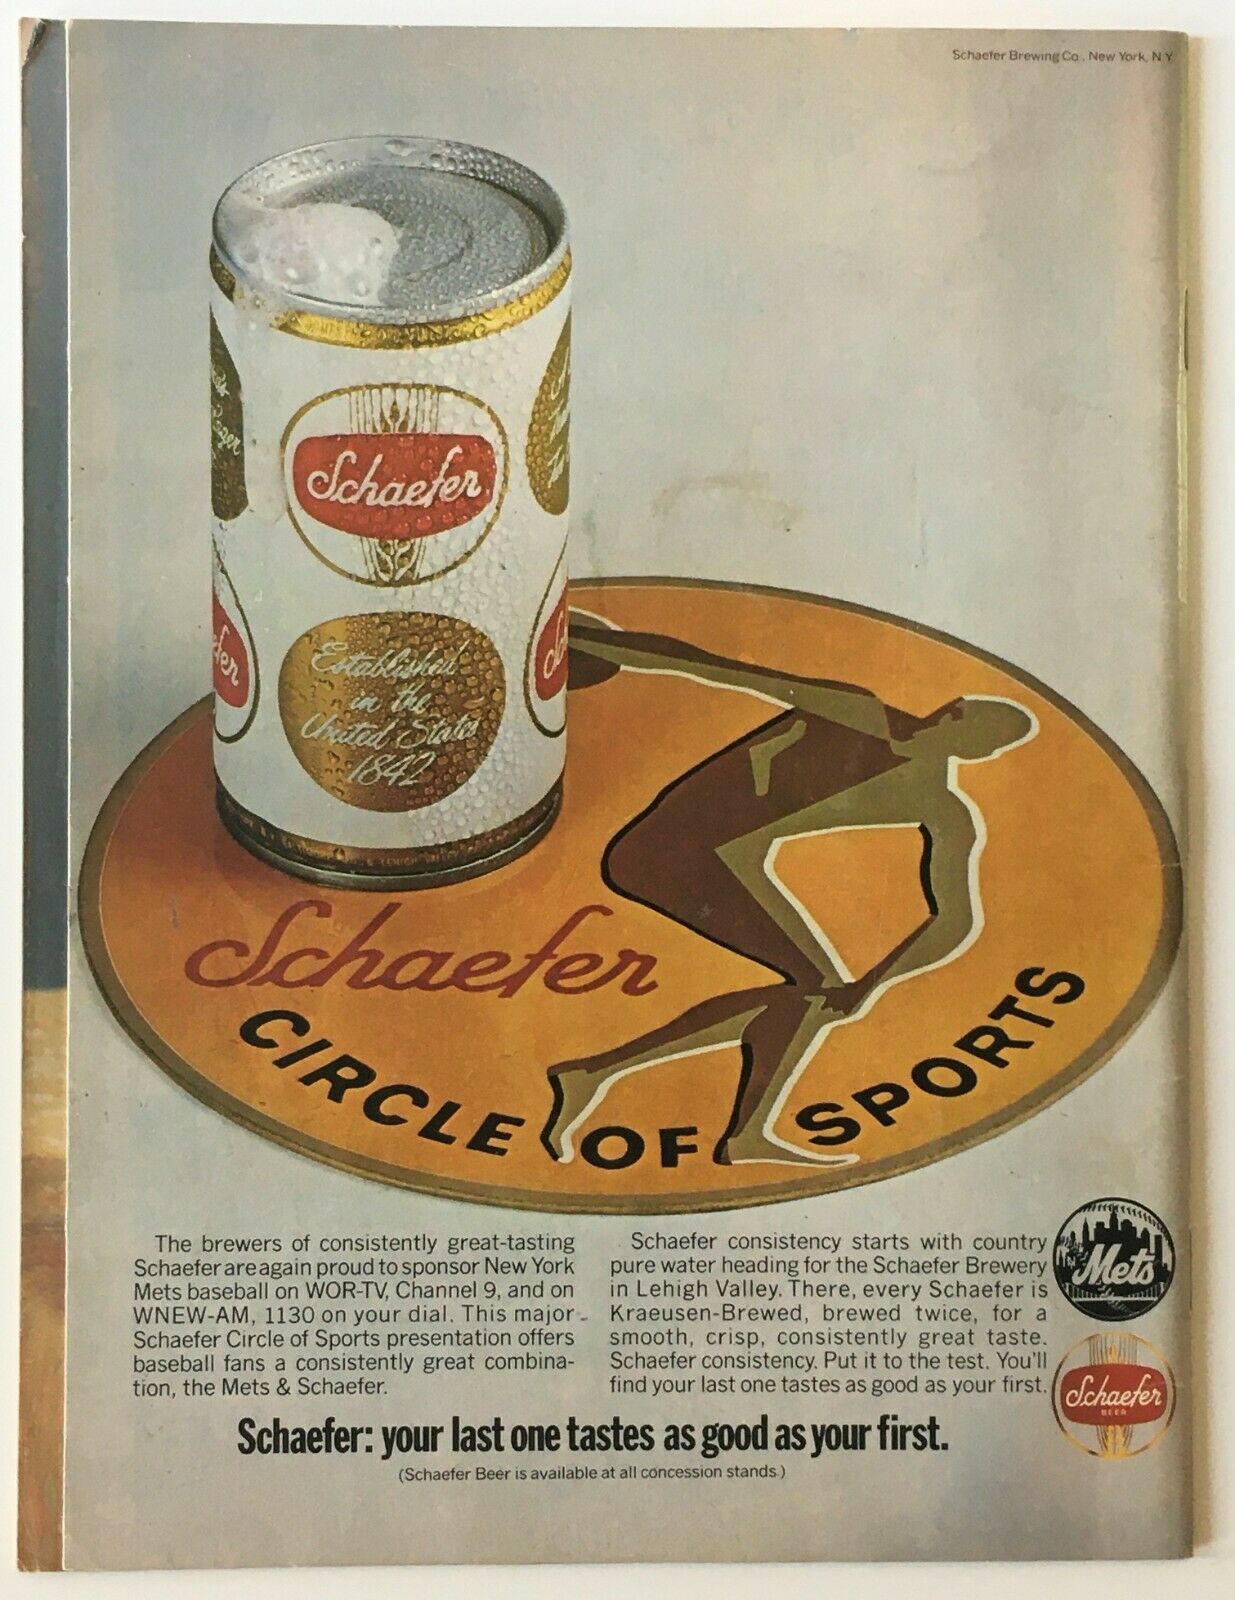 Schaefer Brewing Co., New York, N.Y.
Schaefer
Established
in the
United States
1842
Schaefer
CIRCLE OF SPORTS
The brewers of consistently great-tasting
Schaefer are again proud to sponsor New York
Mets baseball on WOR-TV, Channel 9, and on
WNEW-AM, 1130 on your dial. This major
Schaefer Circle of Sports presentation offers
baseball fans a consistently great combina-
tion, the Mets & Schaefer.
Schaefer consistency starts with country
pure water heading for the Schaefer Brewery
in Lehigh Valley. There, every Schaefer is
Kraeusen-Brewed, brewed twice, for a
smooth, crisp, consistently great taste.
Schaefer consistency. Put it to the test. You'll
find your last one tastes as good as your first.
Mets
Schaefer
BEER
Schaefer: your last one tastes as good as your first.
(Schaefer Beer is available at all concession stands.)